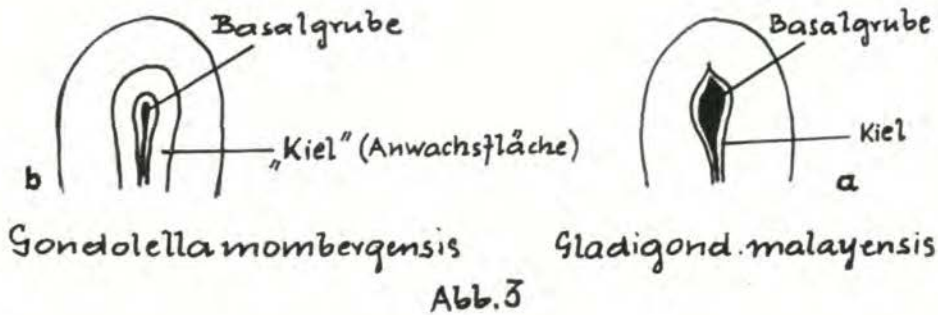 Basalgrube
„Kiel" (Anwachsfläche)
b
Gondolella mombergensis
Basalgrube
Kiel
a
Gladigond. malayensis
Abb. 3